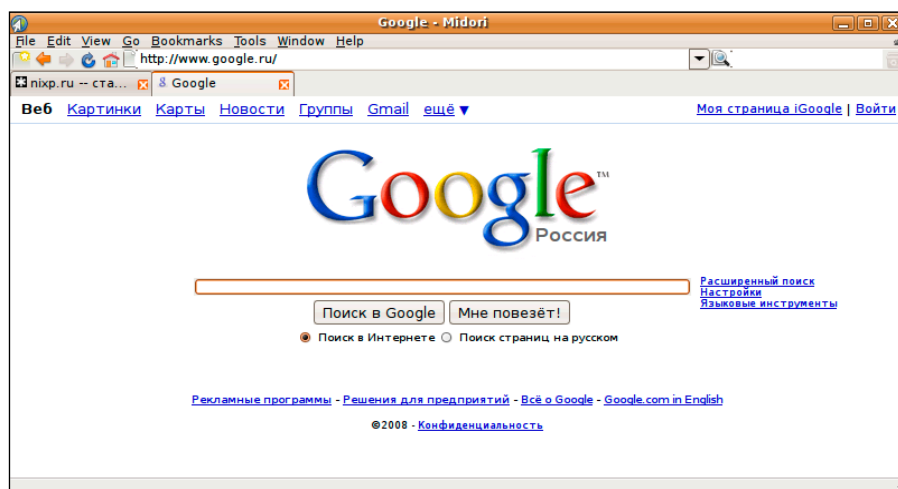 Google - Midori
File Edit View Go Bookmarks Tools Window Help
http://www.google.ru/
nixp.ru -- ста... Google
Веб Картинки Карты Новости Группы Gmail ещё ▼ Моя страница iGoogle | Войти
Google™
Россия
Расширенный поиск
Настройки
Языковые инструменты
Поиск в Google Мне повезёт!
Поиск в Интернете Поиск страниц на русском
Рекламные программы - Решения для предприятий - Всё о Google - Google.com in English
©2008 - Конфиденциальность